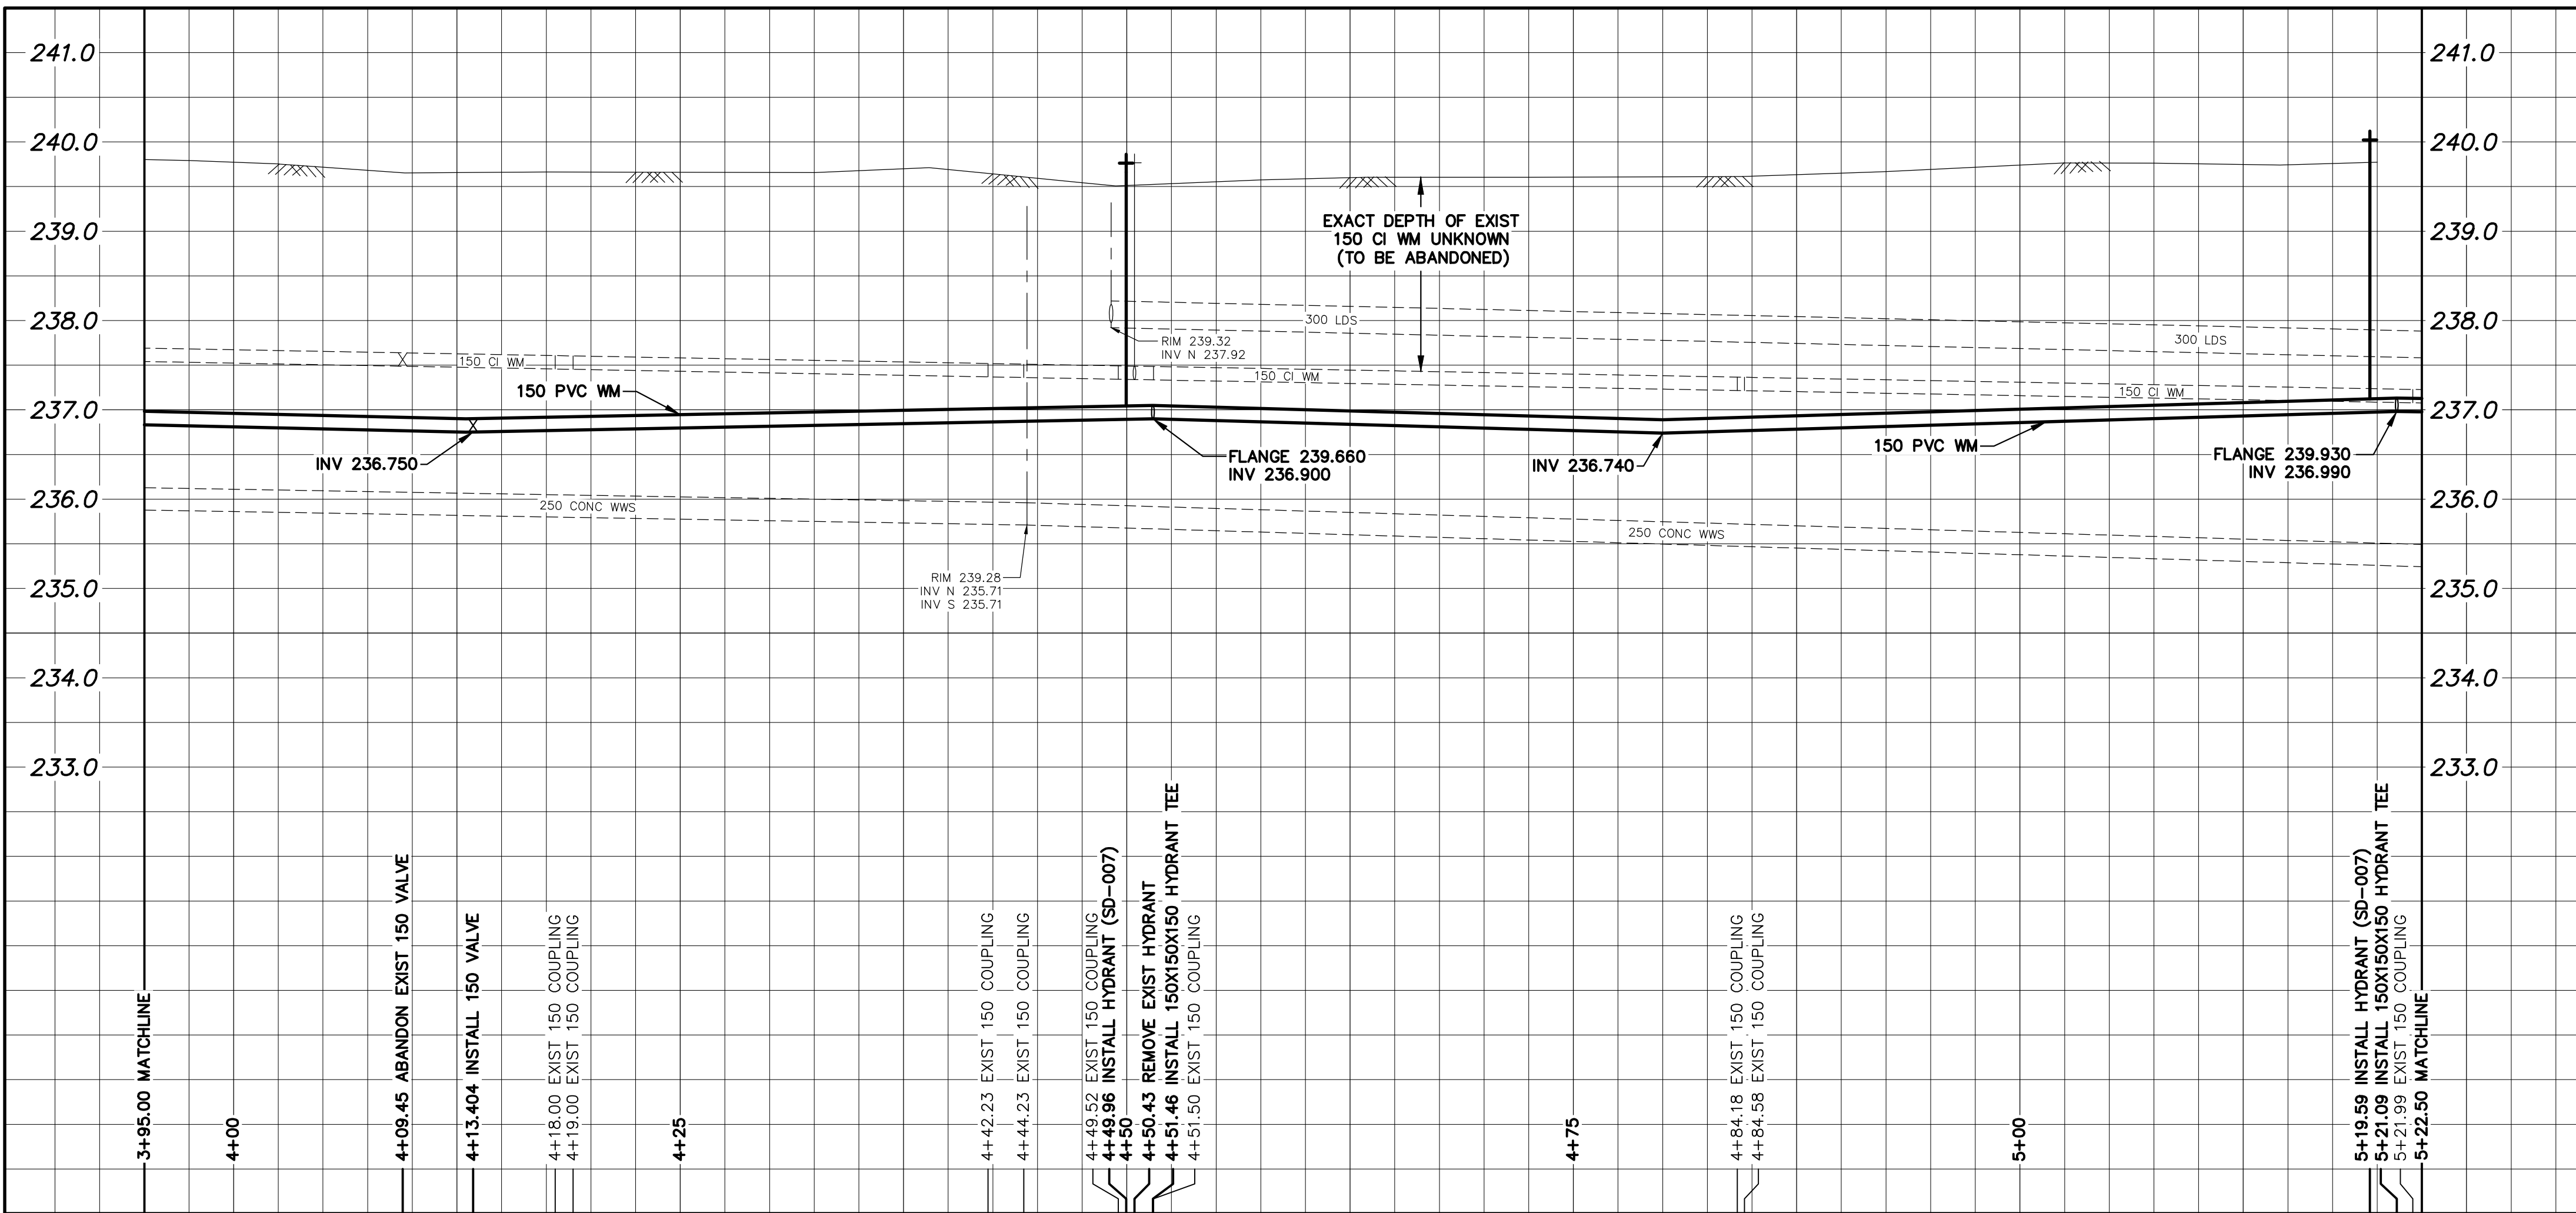 241.0
241.0
240.0
240.0
239.0
239.0
238.0
238.0
237.0
237.0
236.0
236.0
235.0
235.0
234.0
234.0
233.0
233.0
EXACT DEPTH OF EXIST
150 CI WM UNKNOWN
(TO BE ABANDONED)
300 LDS
300 LDS
RIM 239.32
INV N 237.92
150 CI WM
150 CI WM
150 CI WM
150 PVC WM
150 PVC WM
INV 236.750
FLANGE 239.660
INV 236.900
INV 236.740
FLANGE 239.930
INV 236.990
250 CONC WWS
250 CONC WWS
RIM 239.28
INV N 235.71
INV S 235.71
3+95.00 MATCHLINE
4+00
4+09.45 ABANDON EXIST 150 VALVE
4+13.404 INSTALL 150 VALVE
4+18.00 EXIST 150 COUPLING
4+19.00 EXIST 150 COUPLING
4+25
4+42.23 EXIST 150 COUPLING
4+44.23 EXIST 150 COUPLING
4+49.52 EXIST 150 COUPLING
4+49.96 INSTALL HYDRANT (SD-007)
4+50
4+50.43 REMOVE EXIST HYDRANT
4+51.46 INSTALL 150X150X150 HYDRANT TEE
4+51.50 EXIST 150 COUPLING
4+75
4+84.18 EXIST 150 COUPLING
4+84.58 EXIST 150 COUPLING
5+00
5+19.59 INSTALL HYDRANT (SD-007)
5+21.09 INSTALL 150X150X150 HYDRANT TEE
5+21.99 EXIST 150 COUPLING
5+22.50 MATCHLINE